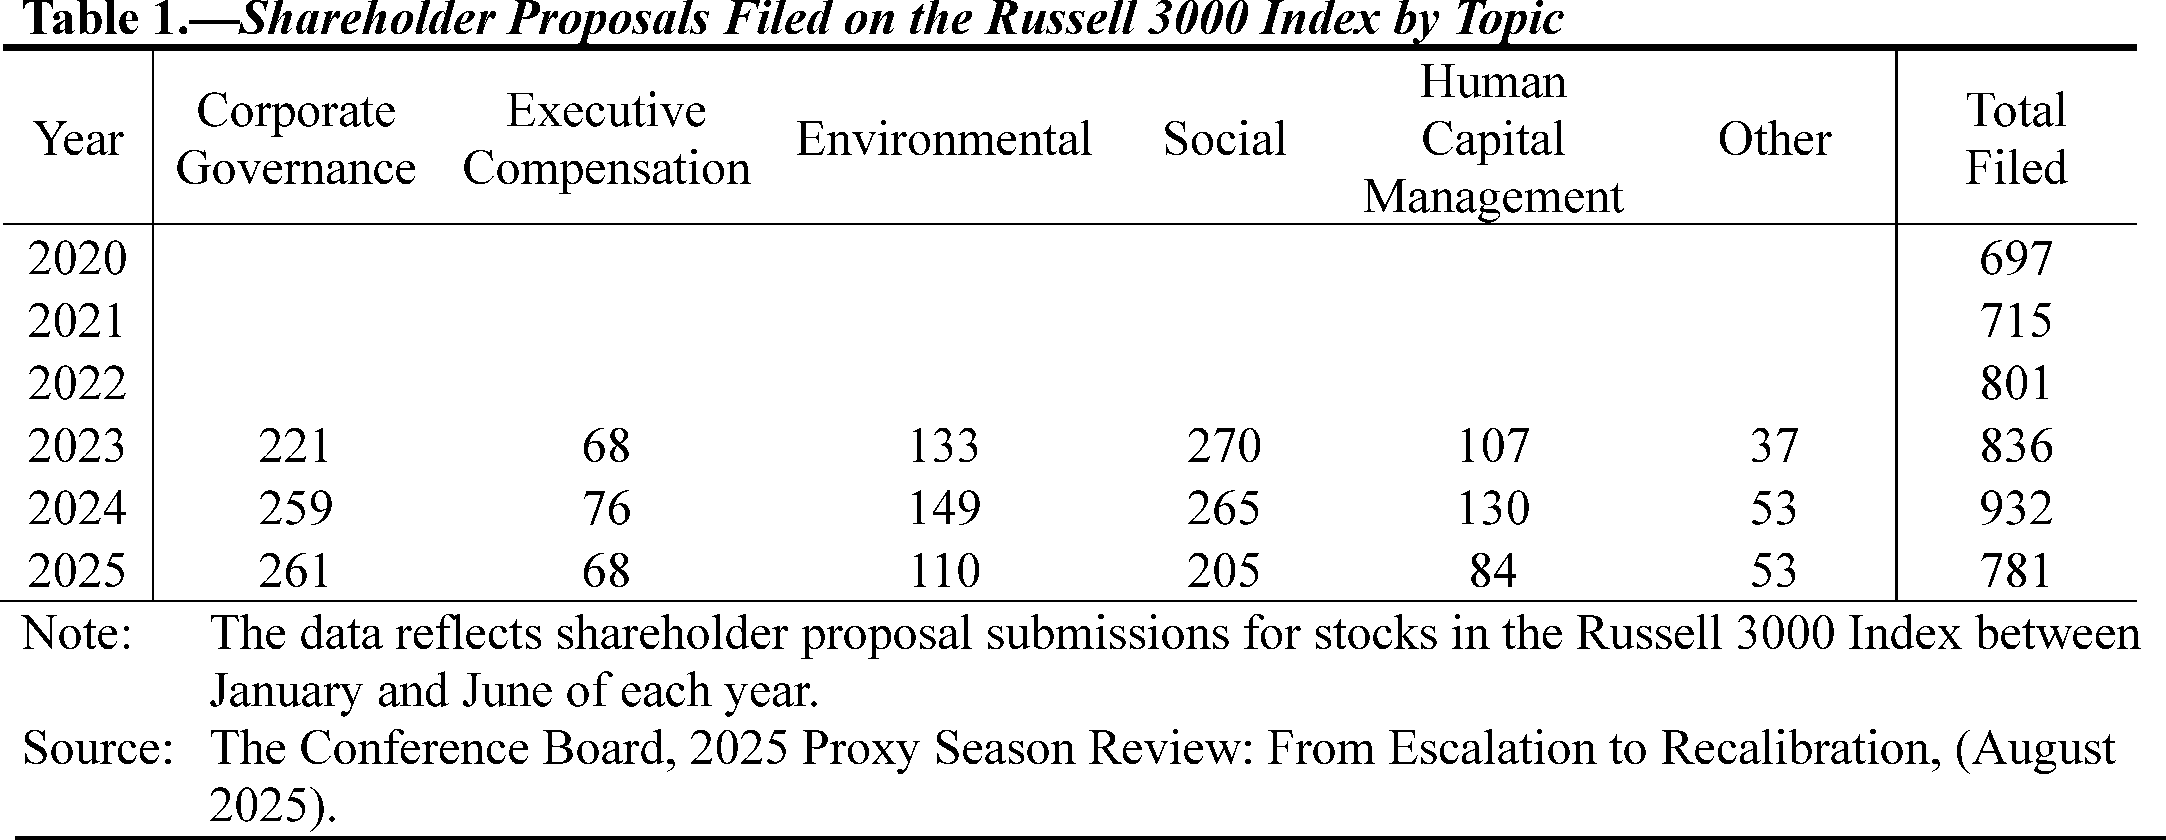 Table 1.—Shareholder Proposals Filed on the Russell 3000 Index by Topic
Year Corporate Governance Executive Compensation Environmental Social Human Capital Management Other Total Filed
2020 697
2021 715
2022 801
2023 221 68 133 270 107 37 836
2024 259 76 149 265 130 53 932
2025 261 68 110 205 84 53 781
Note: The data reflects shareholder proposal submissions for stocks in the Russell 3000 Index between
January and June of each year.
Source: The Conference Board, 2025 Proxy Season Review: From Escalation to Recalibration, (August
2025).